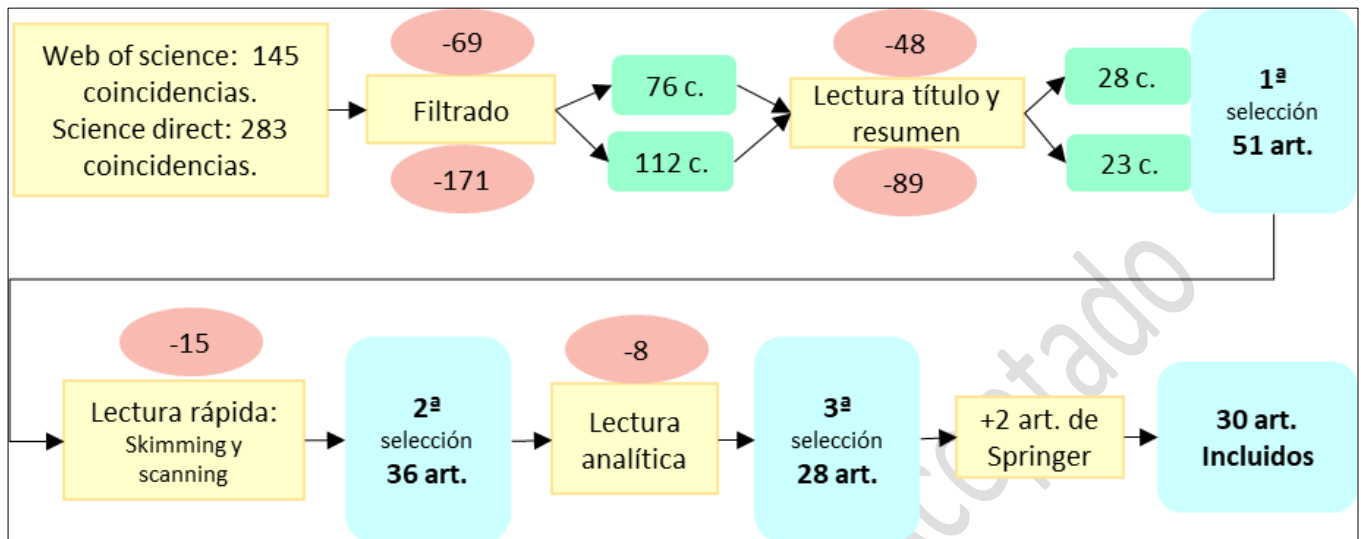 Web of science: 145
coincidencias.
Science direct: 283
coincidencias.
-69
Filtrado
-171
76 c.
112 c.
-48
Lectura título y
resumen
-89
28 c.
23 c.
1ª
selección
51 art.
-15
Lectura rápida:
Skimming y
scanning
2ª
selección
36 art.
-8
Lectura
analítica
3ª
selección
28 art.
+2 art. de
Springer
30 art.
Incluidos